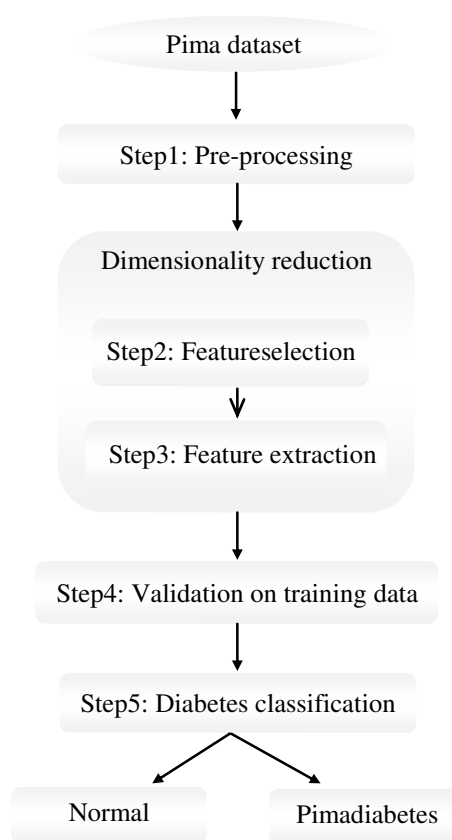 Pima dataset
Step1: Pre-processing
Dimensionality reduction
Step2: Featureselection
Step3: Feature extraction
Step4: Validation on training data
Step5: Diabetes classification
Normal
Pimadiabetes